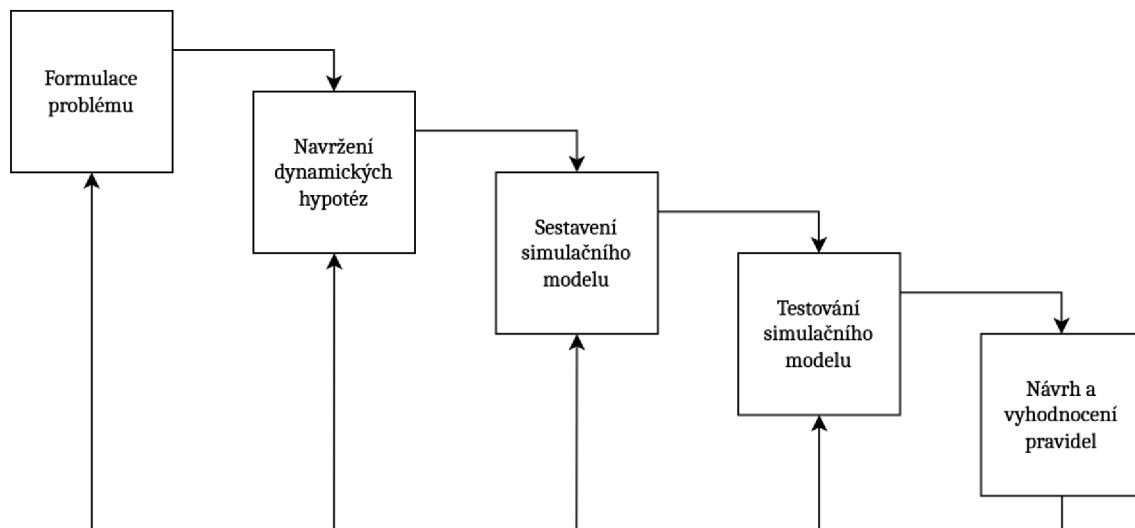 Formulace
problému
Navržení
dynamických
hypotéz
Sestavení
simulačního
modelu
Testování
simulačního
modelu
Návrh a
vyhodnocení
pravidel